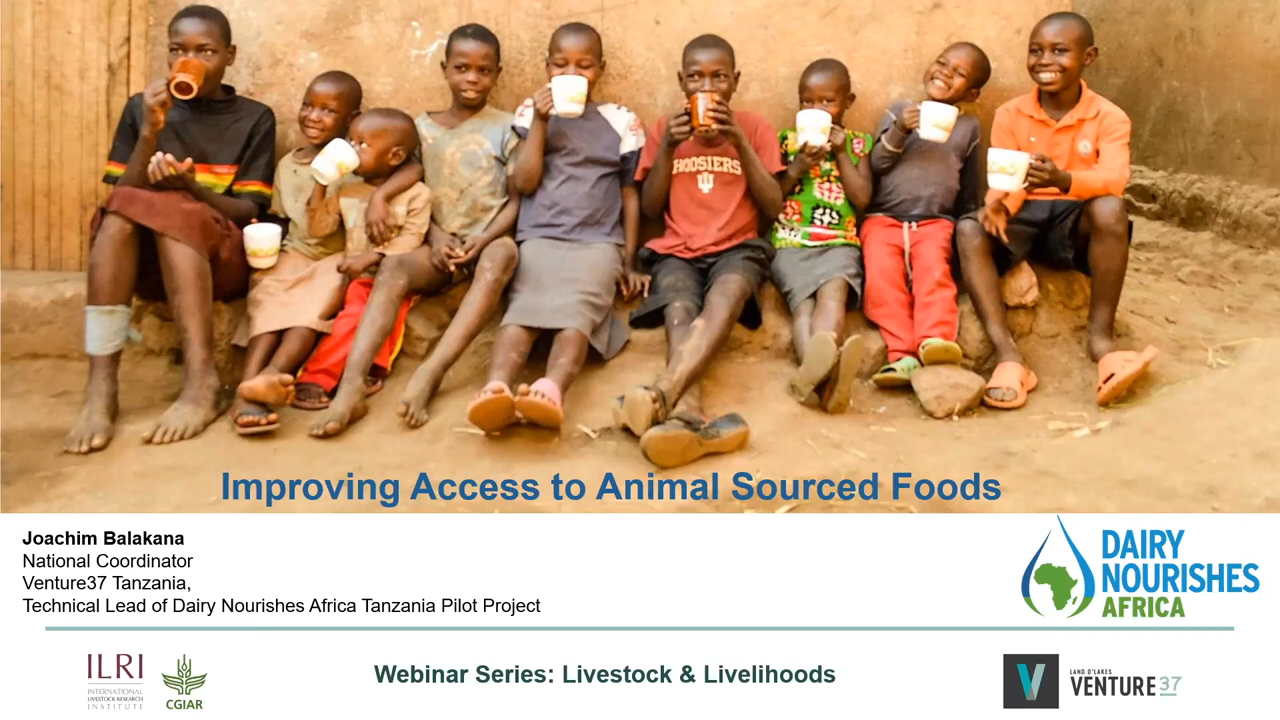 HOOSIERS
Improving Access to Animal Sourced Foods
Joachim Balakana
National Coordinator
Venture37 Tanzania,
Technical Lead of Dairy Nourishes Africa Tanzania Pilot Project
DAIRY
NOURISHES
AFRICA
ILRI
INTERNATIONAL
LIVESTOCK RESEARCH
INSTITUTE
CGIAR
Webinar Series: Livestock & Livelihoods
LAND O'LAKES
VENTURE37